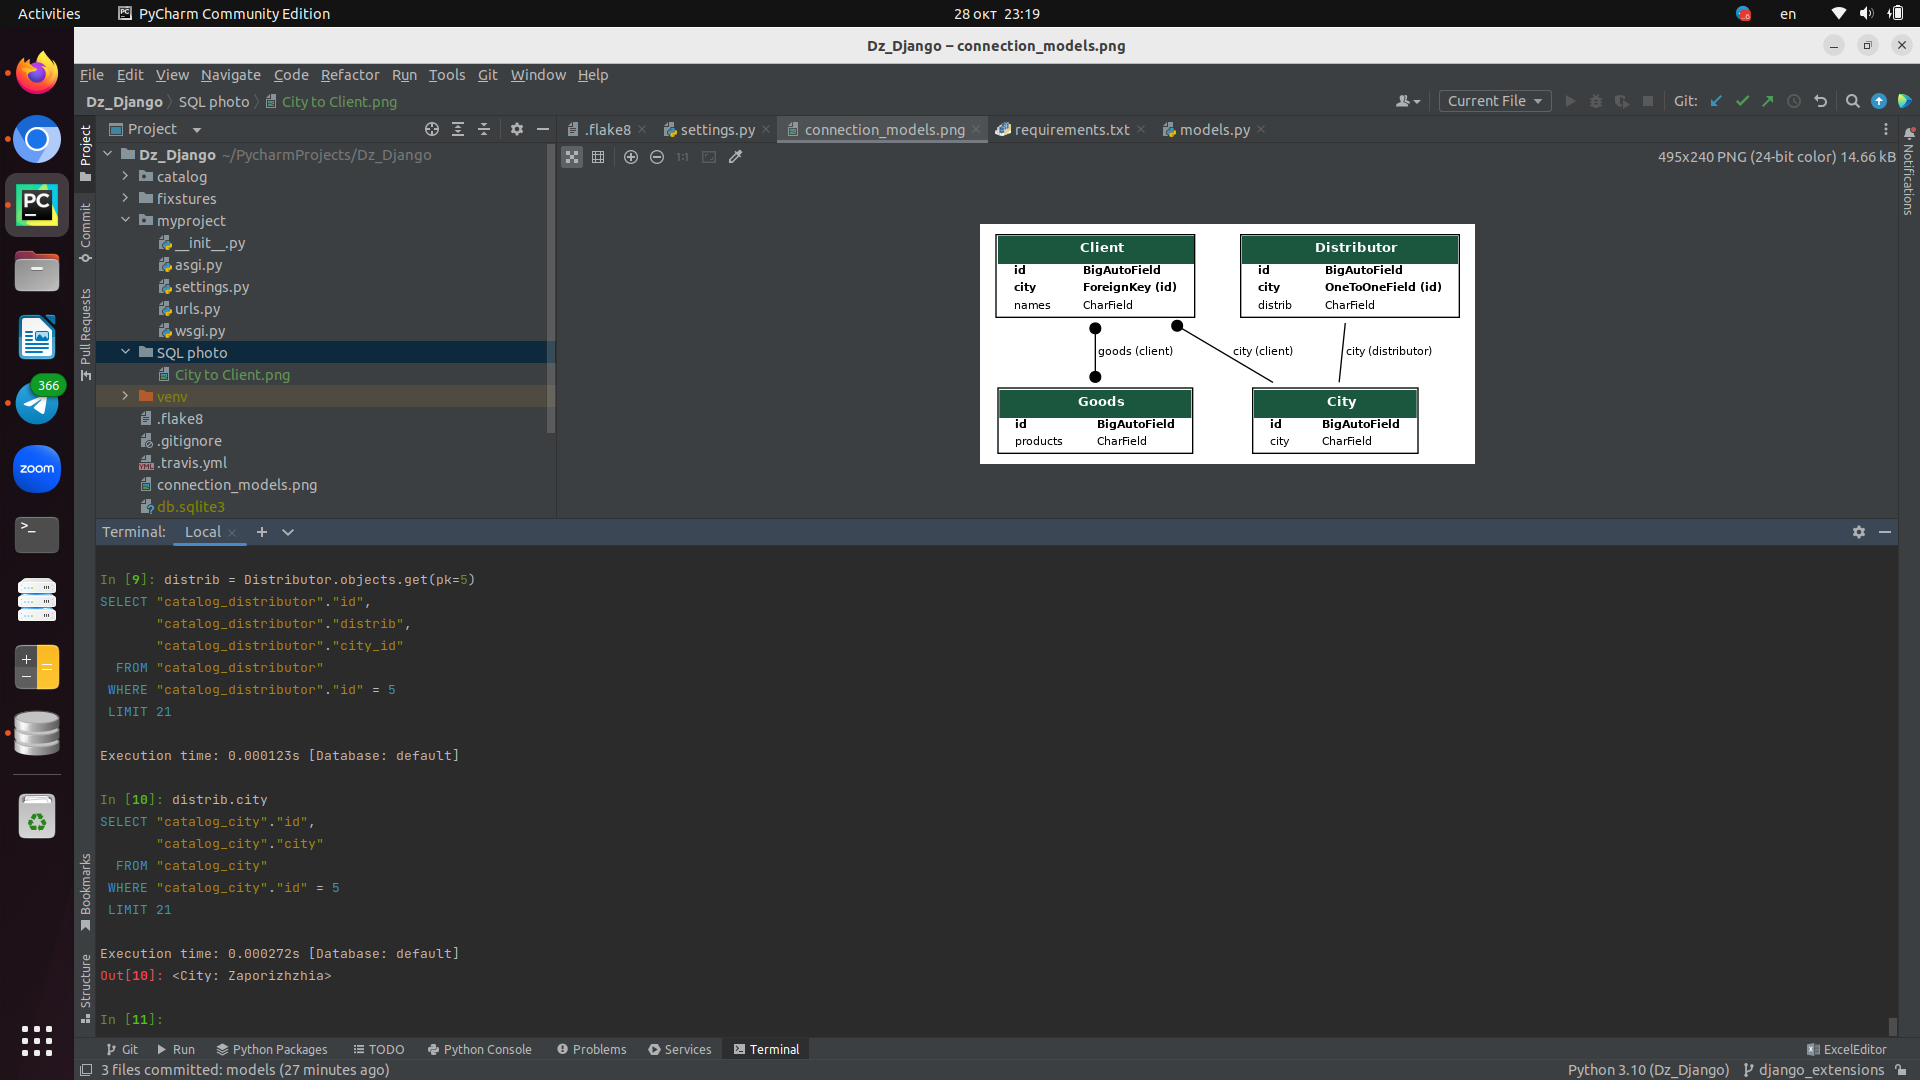 Activities
PyCharm Community Edition
28 окт 23:19
en
Dz_Django – connection_models.png
File Edit View Navigate Code Refactor Run Tools Git Window Help
Dz_Django SQL photo City to Client.png
Current File
Git:
Project
.flake8
settings.py
connection_models.png
requirements.txt
models.py
1:1
495x240 PNG (24-bit color) 14.66 kB
Project
Commit
Pull Requests
Bookmarks
Structure
Notifications
Dz_Django ~/PycharmProjects/Dz_Django
catalog
fixstures
myproject
__init__.py
asgi.py
settings.py
urls.py
wsgi.py
SQL photo
City to Client.png
venv
.flake8
.gitignore
.travis.yml
connection_models.png
db.sqlite3
366
zoom
Client
id BigAutoField
city ForeignKey (id)
names CharField
Distributor
id BigAutoField
city OneToOneField (id)
distrib CharField
goods (client)
city (client)
city (distributor)
Goods
id BigAutoField
products CharField
City
id BigAutoField
city CharField
Terminal: Local
In [9]: distrib = Distributor.objects.get(pk=5)
SELECT "catalog_distributor"."id",
"catalog_distributor"."distrib",
"catalog_distributor"."city_id"
FROM "catalog_distributor"
WHERE "catalog_distributor"."id" = 5
LIMIT 21
Execution time: 0.000123s [Database: default]
In [10]: distrib.city
SELECT "catalog_city"."id",
"catalog_city"."city"
FROM "catalog_city"
WHERE "catalog_city"."id" = 5
LIMIT 21
Execution time: 0.000272s [Database: default]
Out[10]: <City: Zaporizhzhia>
In [11]:
Git Run Python Packages TODO Python Console Problems Services Terminal ExcelEditor
3 files committed: models (27 minutes ago)
Python 3.10 (Dz_Django) django_extensions